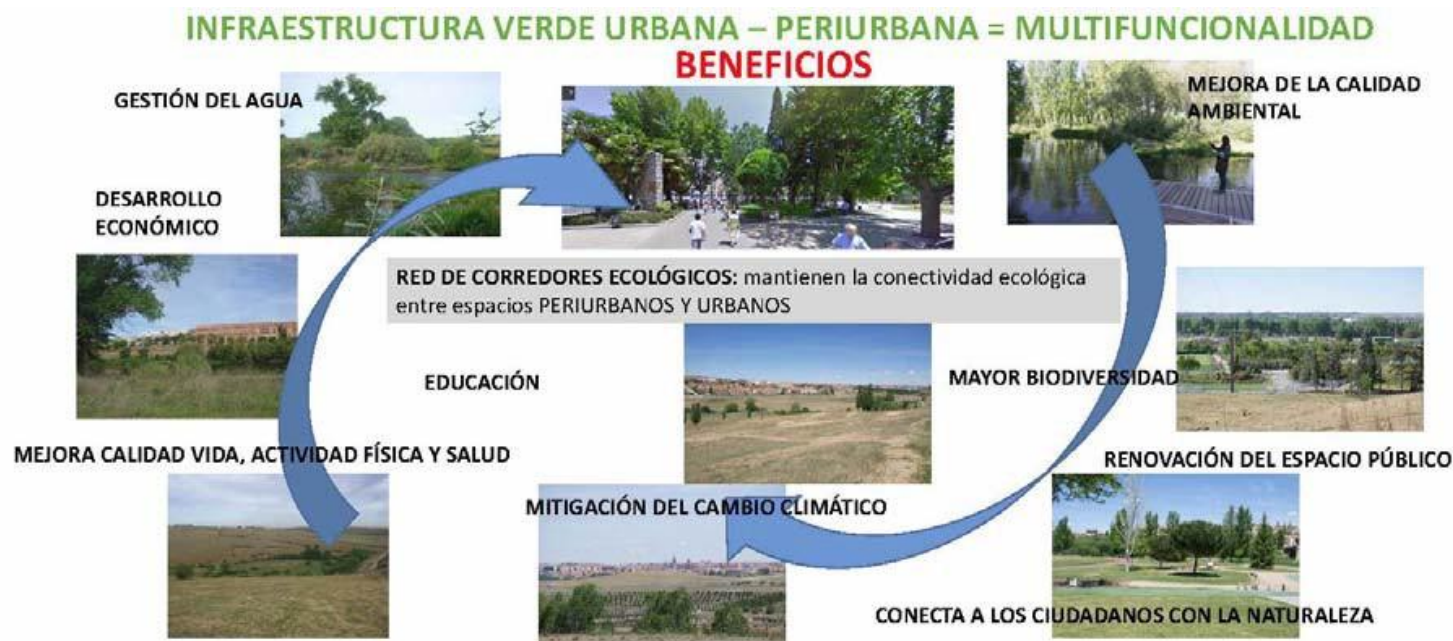 INFRAESTRUCTURA VERDE URBANA – PERIURBANA = MULTIFUNCIONALIDAD
BENEFICIOS
GESTIÓN DEL AGUA
MEJORA DE LA CALIDAD
AMBIENTAL
DESARROLLO
ECONÓMICO
RED DE CORREDORES ECOLÓGICOS: mantienen la conectividad ecológica
entre espacios PERIURBANOS Y URBANOS
EDUCACIÓN
MAYOR BIODIVERSIDAD
MEJORA CALIDAD VIDA, ACTIVIDAD FÍSICA Y SALUD
RENOVACIÓN DEL ESPACIO PÚBLICO
MITIGACIÓN DEL CAMBIO CLIMÁTICO
CONECTA A LOS CIUDADANOS CON LA NATURALEZA